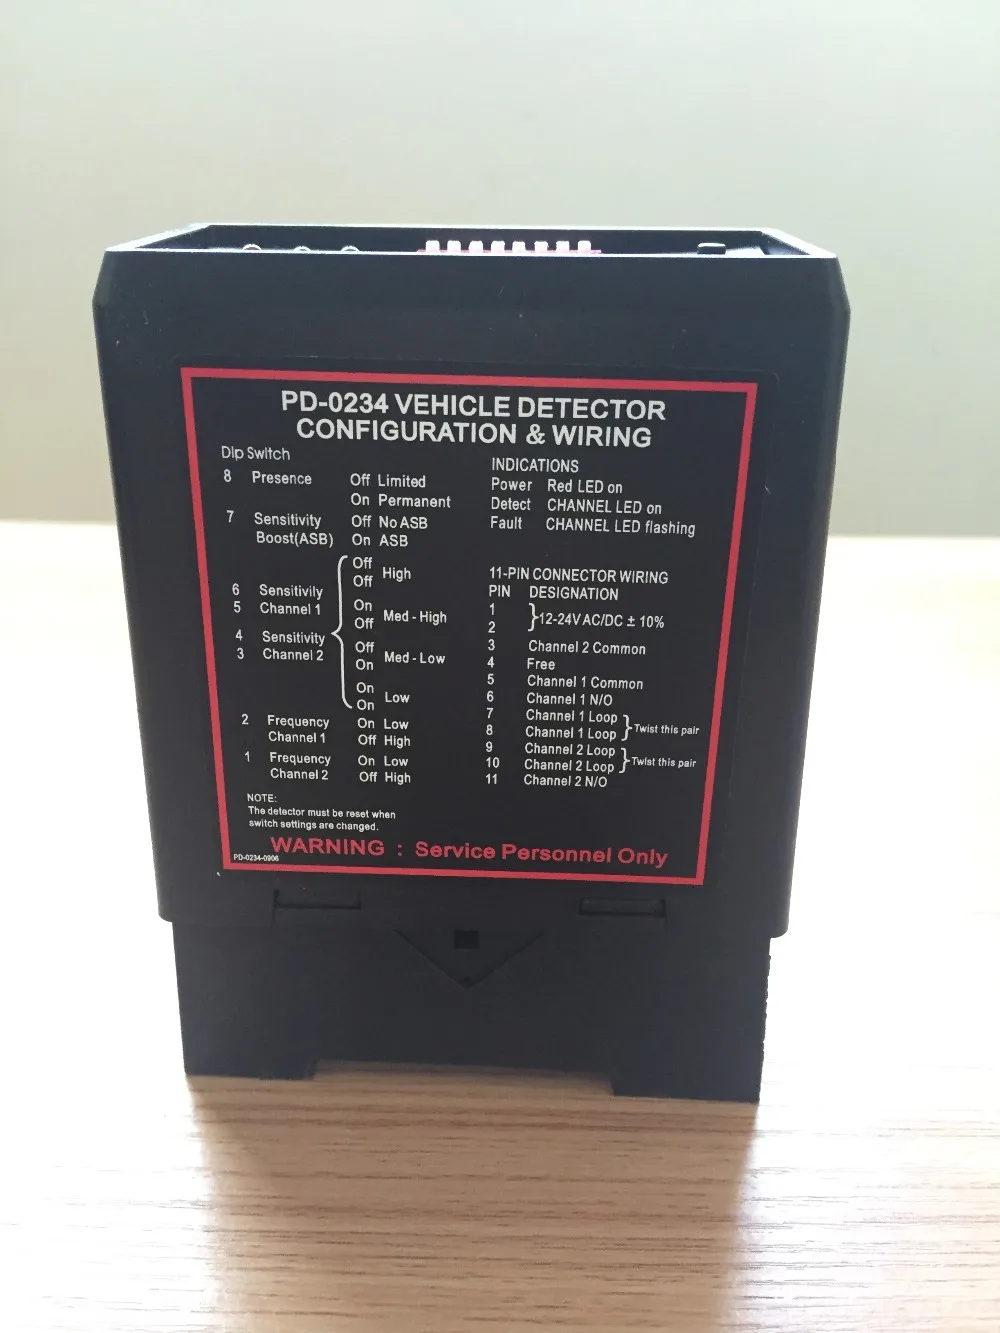 PD-0234 VEHICLE DETECTOR
CONFIGURATION & WIRING
Dip Switch
8 Presence Off Limited
On Permanent
7 Sensitivity Off No ASB
Boost(ASB) On ASB
Off
Off High
6 Sensitivity
5 Channel 1
On
Off Med - High
4 Sensitivity
3 Channel 2
Off
On Med - Low
On
On Low
2 Frequency On Low
Channel 1 Off High
1 Frequency On Low
Channel 2 Off High
NOTE:
The detector must be reset when
switch settings are changed.
INDICATIONS
Power Red LED on
Detect CHANNEL LED on
Fault CHANNEL LED flashing
11-PIN CONNECTOR WIRING
PIN DESIGNATION
1
2 }12-24V AC/DC ± 10%
3 Channel 2 Common
4 Free
5 Channel 1 Common
6 Channel 1 N/O
7 Channel 1 Loop
8 Channel 1 Loop } Twist this pair
9 Channel 2 Loop
10 Channel 2 Loop } Twist this pair
11 Channel 2 N/O
WARNING : Service Personnel Only
PD-0234-0906